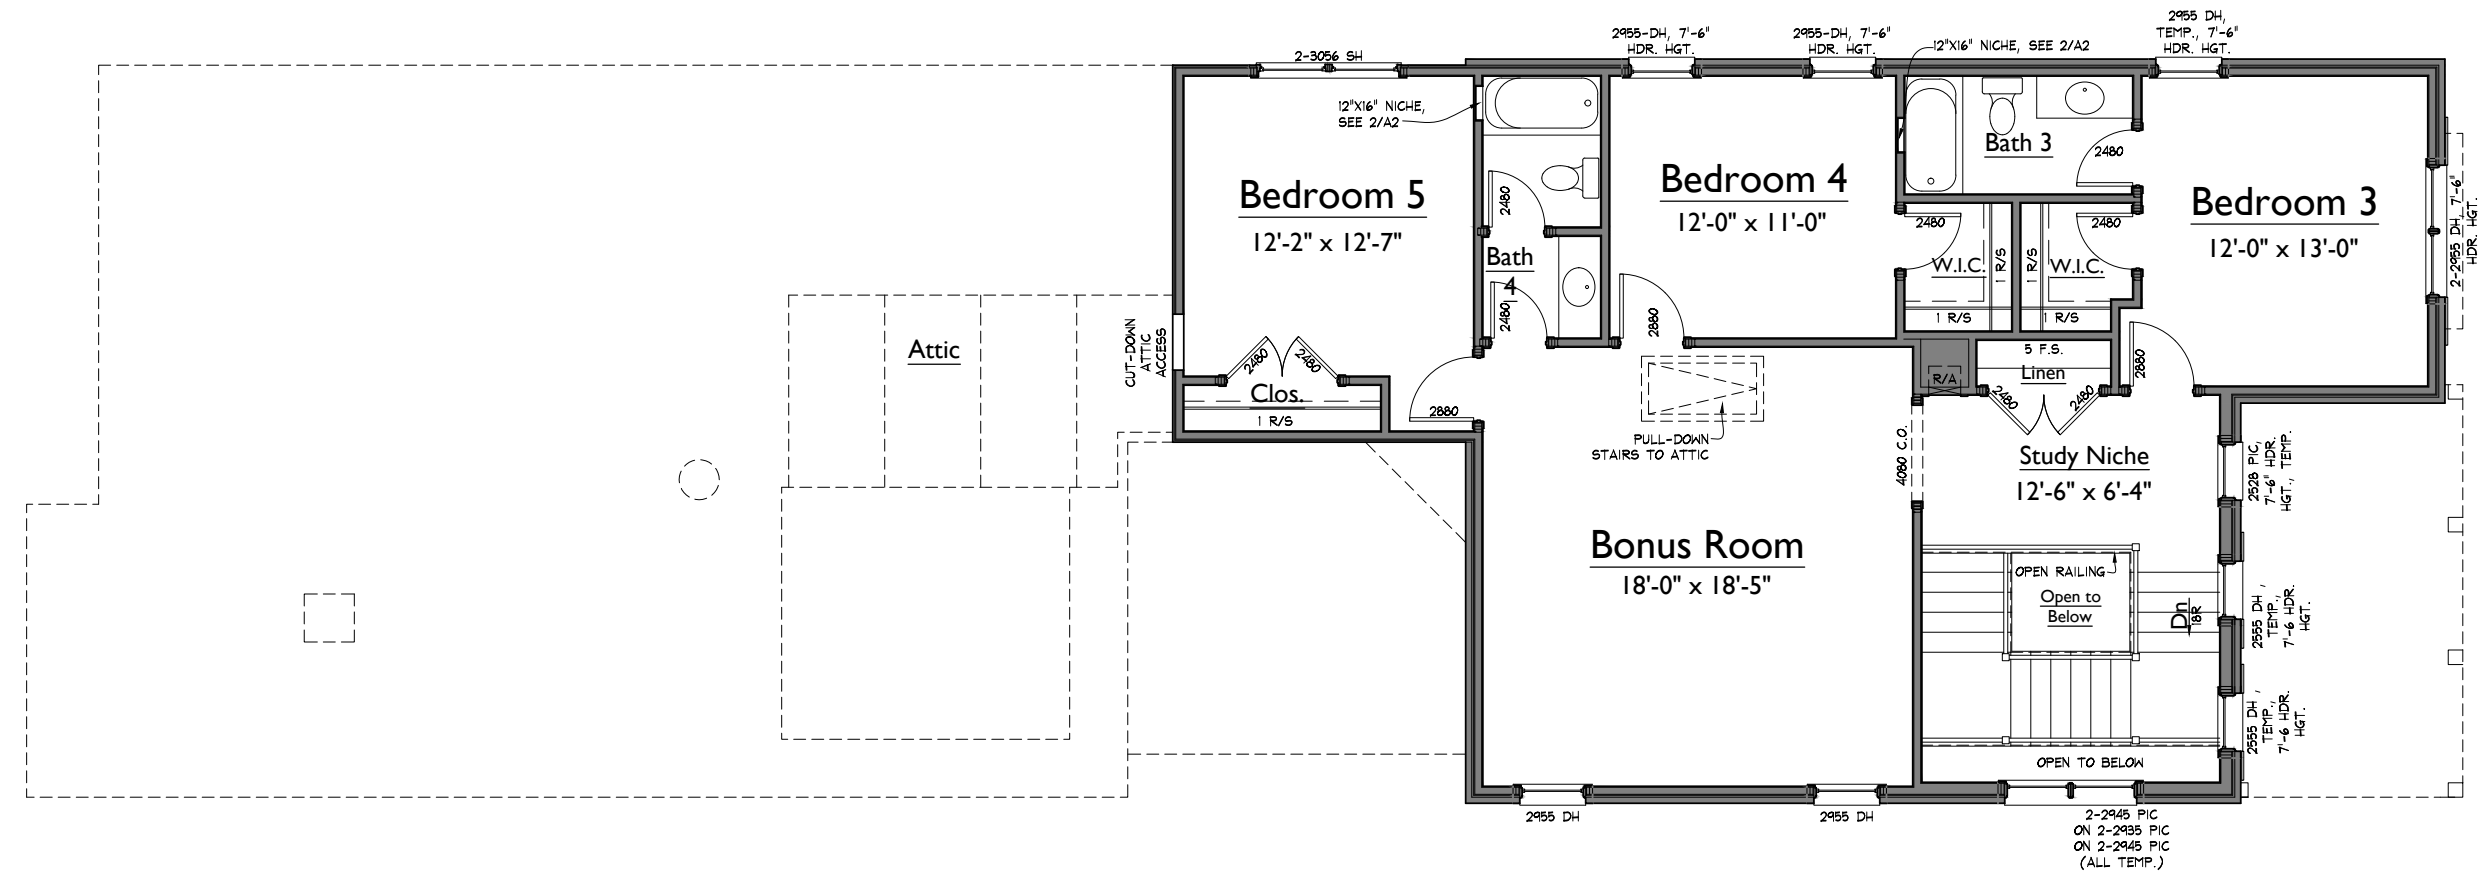 2-3056 SH
2955-DH, 7'-6"
HDR. HGT.
2955-DH, 7'-6"
HDR. HGT.
12"X16" NICHE, SEE 2/A2
2955 DH,
TEMP., 7'-6"
HDR. HGT.
12"X16" NICHE,
SEE 2/A2
Bedroom 5
12'-2" x 12'-7"
2480
Bath
4
2480
Bedroom 4
12'-0" x 11'-0"
2880
Bath 3
2480
Bedroom 3
12'-0" x 13'-0"
2-2955 DH, 7'-6"
HDR. HGT.
2480
W.I.C.
1 R/S
1 R/S
1 R/S
2480
W.I.C.
1 R/S
Attic
CUT-DOWN
ATTIC
ACCESS
2480
2480
Clos.
1 R/S
2880
PULL-DOWN
STAIRS TO ATTIC
R/A
5 F.S.
Linen
2480
2480
2880
4080 C.O.
Study Niche
12'-6" x 6'-4"
2528 PIC,
7'-6" HDR.
HGT., TEMP.
Bonus Room
18'-0" x 18'-5"
OPEN RAILING
Open to
Below
Dn
18R
2555 DH ,
TEMP.,
7'-6 HDR.
HGT.
2555 DH ,
TEMP.,
7'-6 HDR.
HGT.
OPEN TO BELOW
2955 DH
2955 DH
2-2945 PIC
ON 2-2935 PIC
ON 2-2945 PIC
(ALL TEMP.)